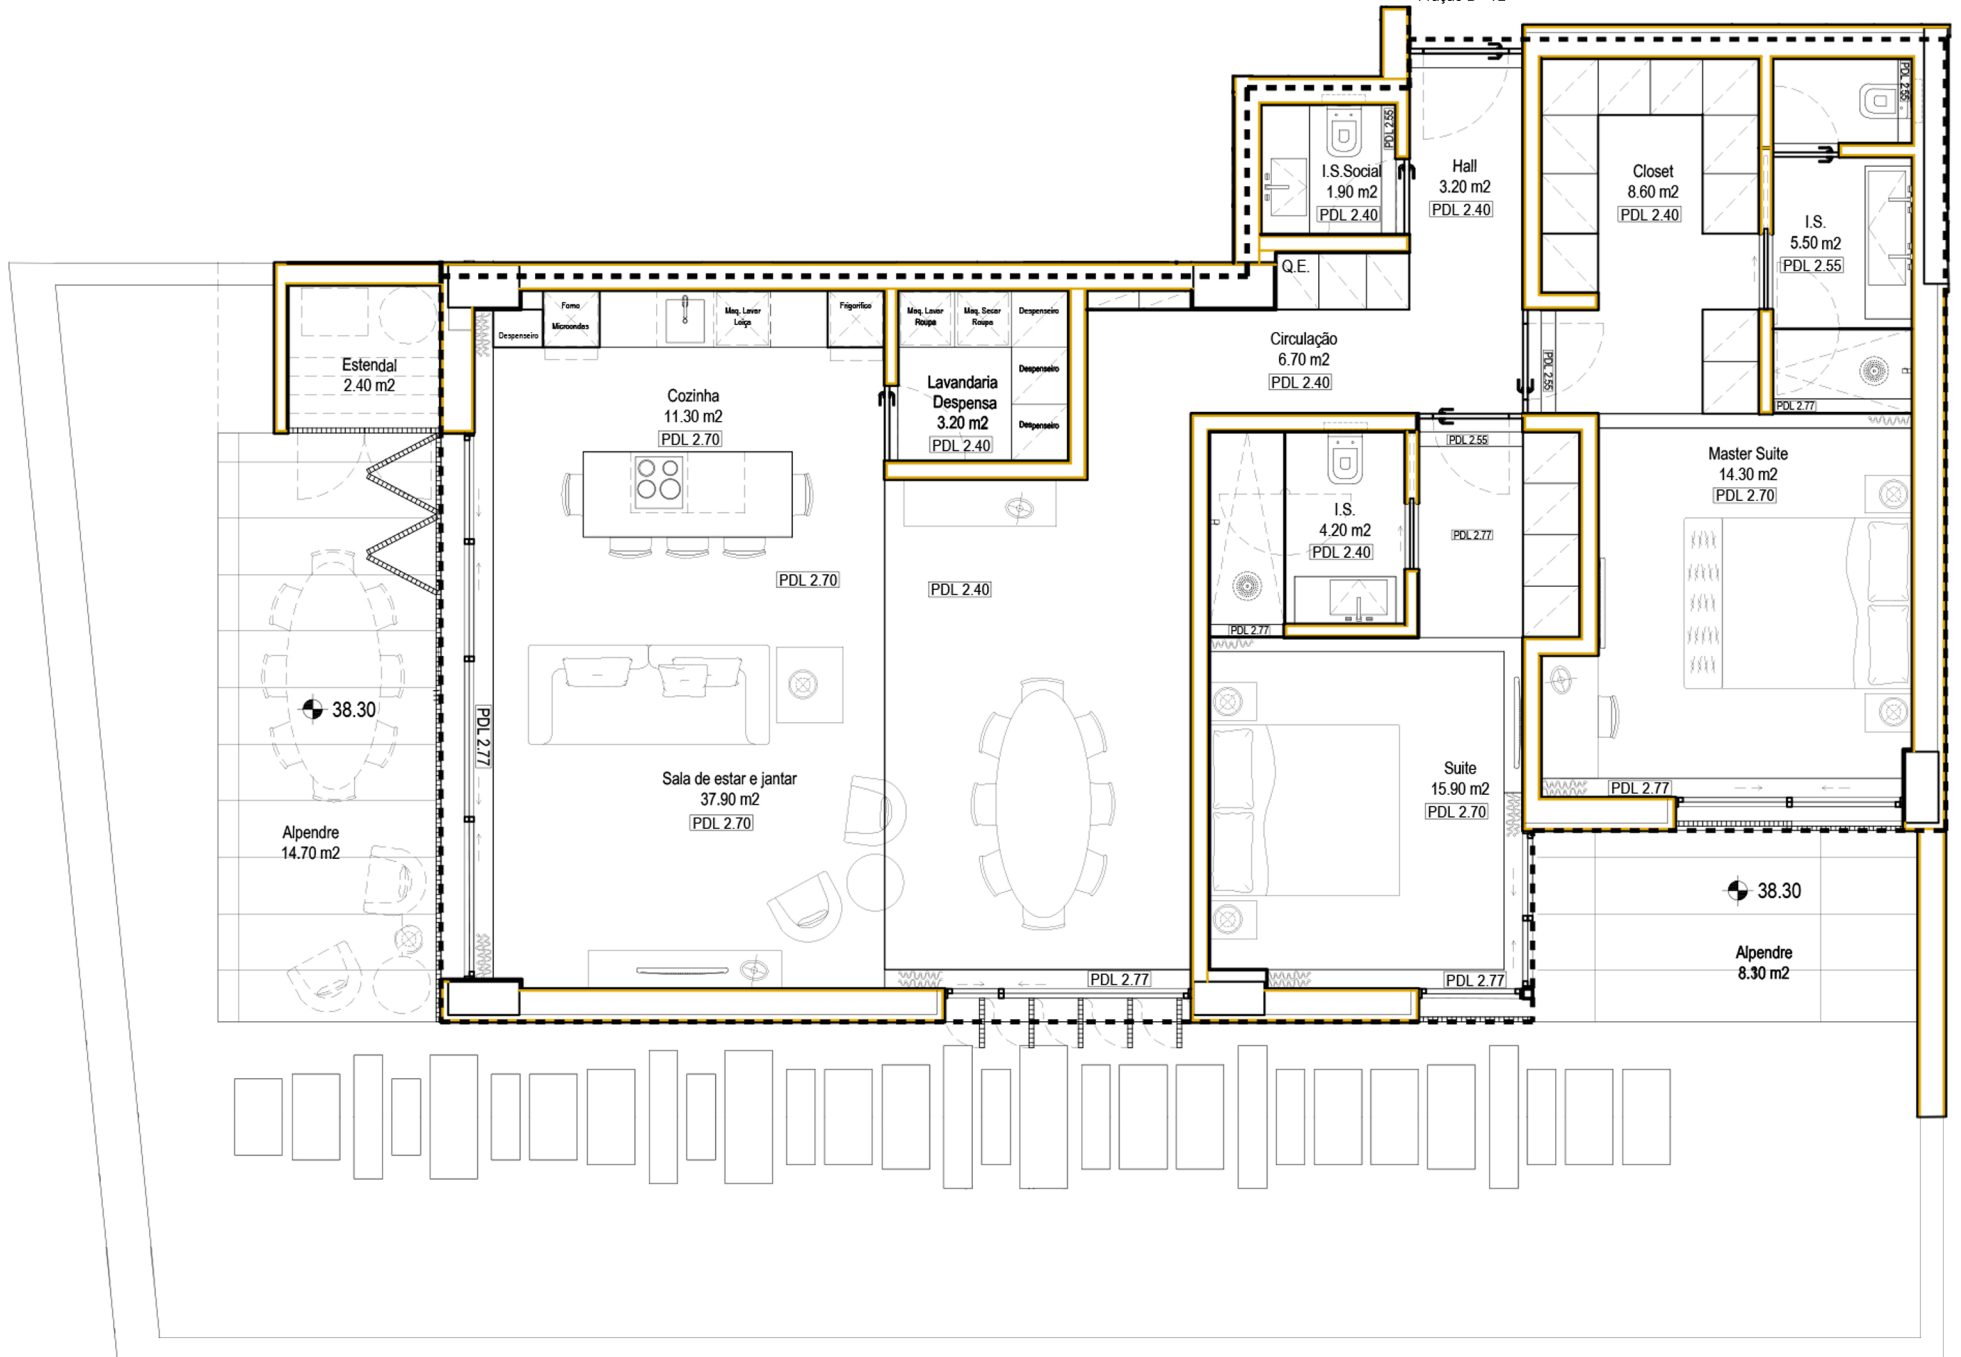 PDL 2.55
PDL 2.55
I.S.Social
1.90 m2
PDL 2.40
Hall
3.20 m2
PDL 2.40
Closet
8.60 m2
PDL 2.40
I.S.
5.50 m2
PDL 2.55
Q.E.
Estendal
2.40 m2
Despenseiro
Forno
Microondas
Maq. Lavar
Loiça
Frigorífico
Maq. Lavar
Roupa
Maq. Secar
Roupa
Despenseiro
Despenseiro
Despenseiro
Cozinha
11.30 m2
PDL 2.70
Lavandaria
Despensa
3.20 m2
PDL 2.40
Circulação
6.70 m2
PDL 2.40
PDL 2.55
PDL 2.77
PDL 2.55
Master Suite
14.30 m2
PDL 2.70
I.S.
4.20 m2
PDL 2.40
PDL 2.77
PDL 2.70
PDL 2.40
PDL 2.77
38.30
PDL 2.77
Sala de estar e jantar
37.90 m2
PDL 2.70
Suite
15.90 m2
PDL 2.70
PDL 2.77
Alpendre
14.70 m2
38.30
Alpendre
8.30 m2
PDL 2.77
PDL 2.77